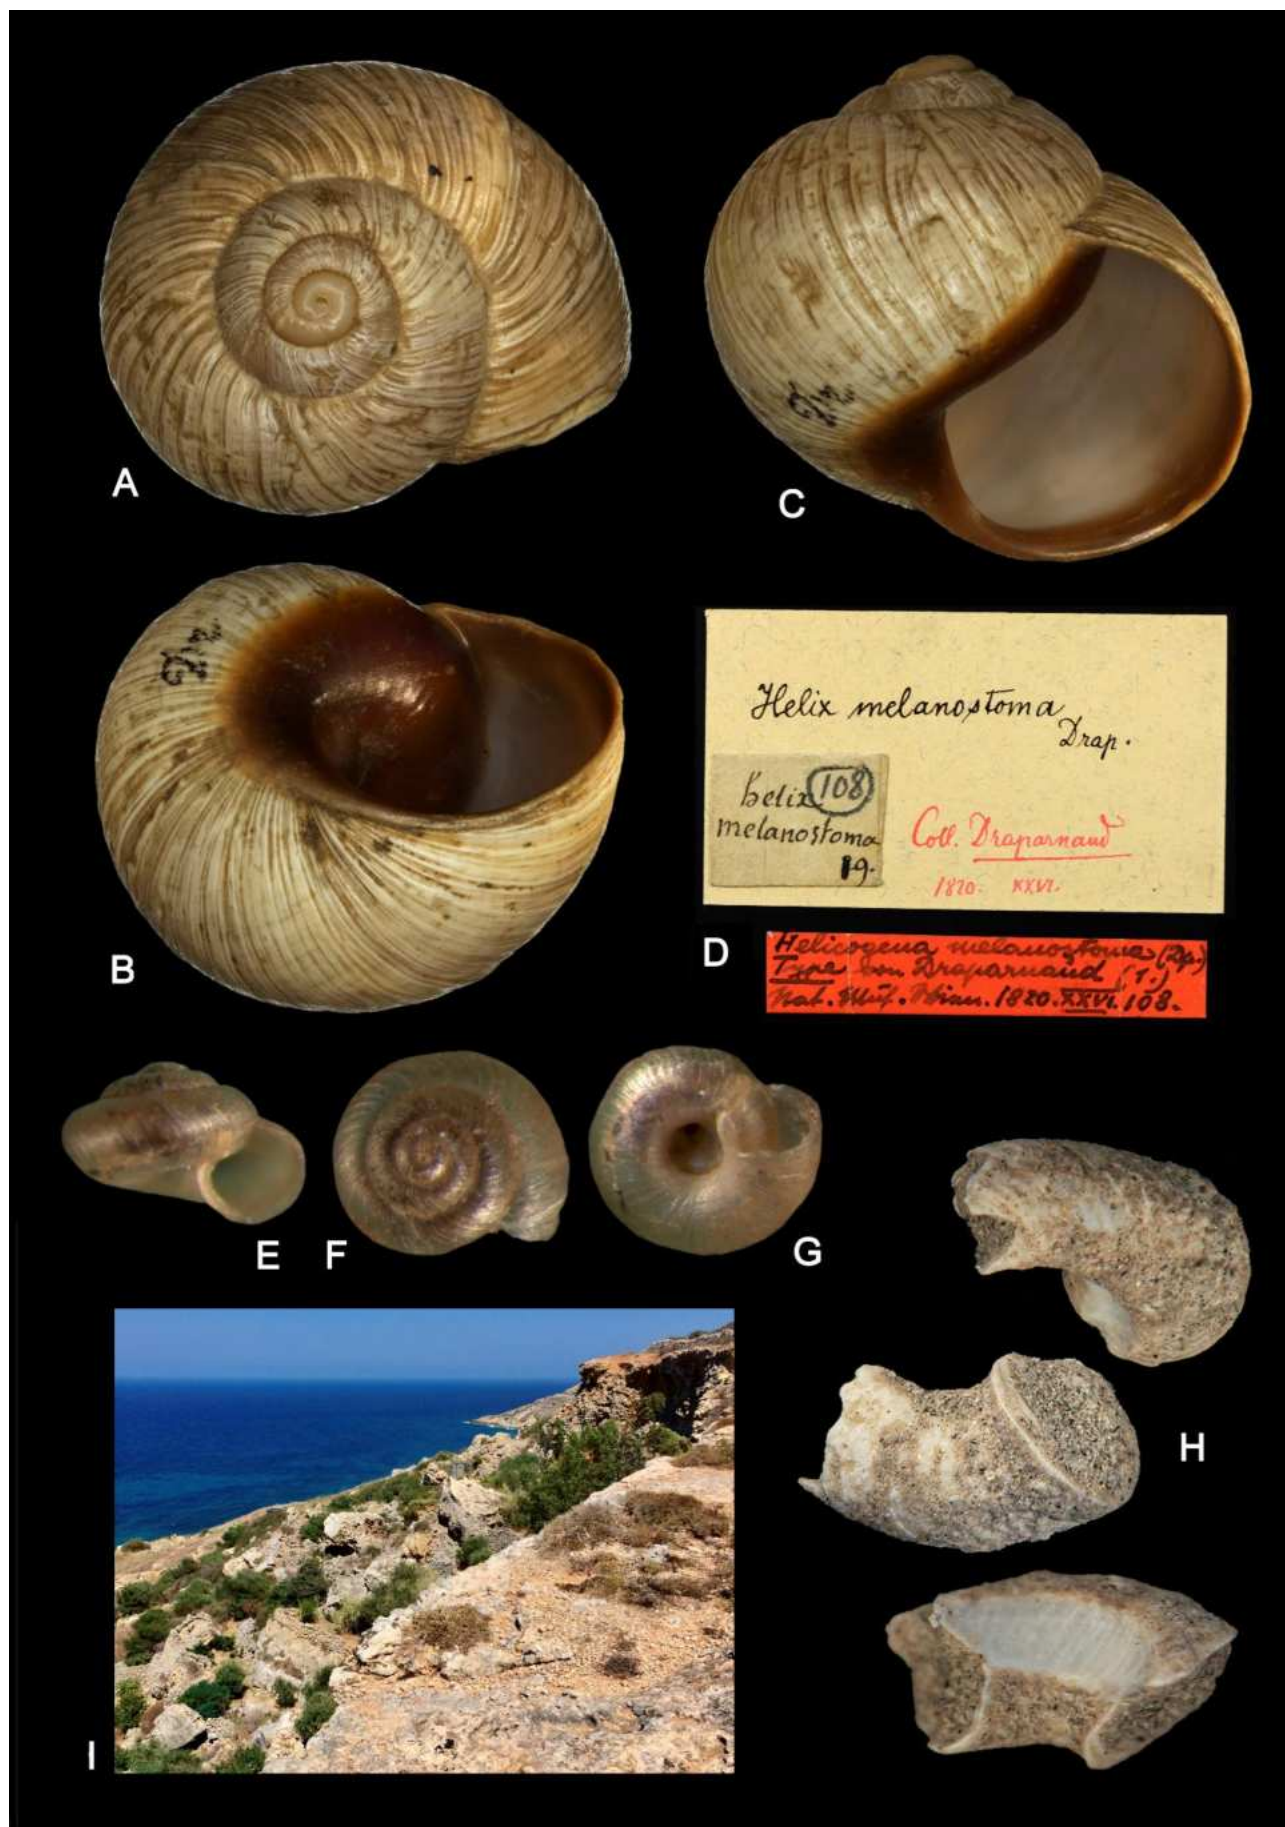 A
C
B
Helix melanostoma
Drap.
helix 108
melanostoma
19.
Coll. Draparnaud
1820. XXVI.
D
Helicogena melanostoma (Dp.)
Type von Draparnaud (1.)
Nat. Mus. Wien. 1820. XXVI. 108.
E
F
G
H
I